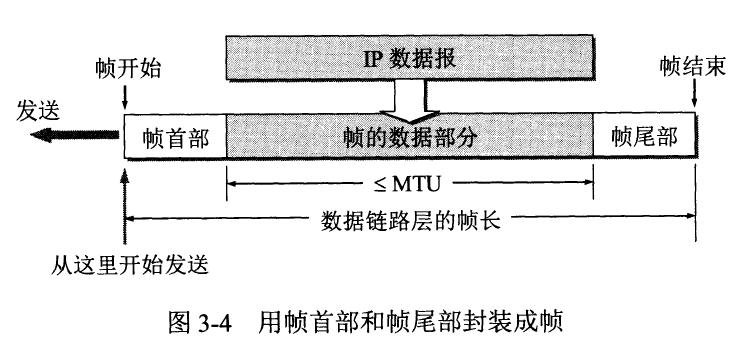 IP 数据报
帧开始
帧结束
发送
帧首部
帧的数据部分
帧尾部
≤ MTU
数据链路层的帧长
从这里开始发送
图 3-4 用帧首部和帧尾部封装成帧